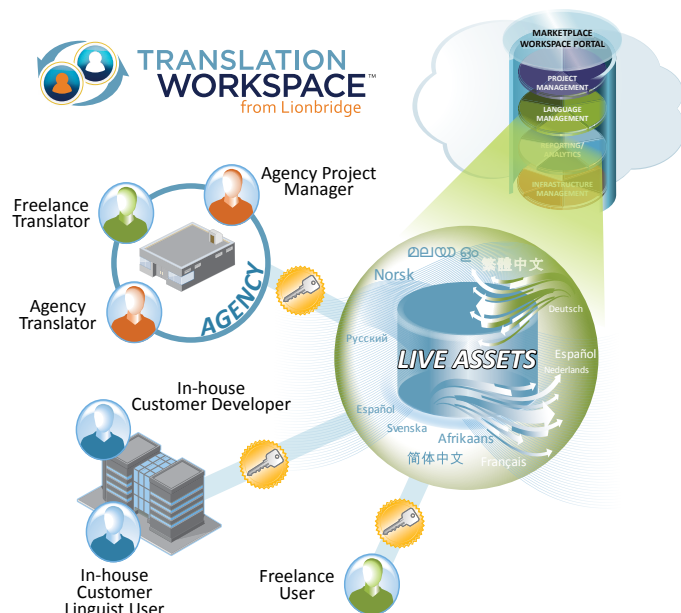 TRANSLATION
WORKSPACE™
from Lionbridge
MARKETPLACE
WORKSPACE PORTAL
PROJECT
MANAGEMENT
LANGUAGE
MANAGEMENT
REPORTING/
ANALYTICS
INFRASTRUCTURE
MANAGEMENT
Agency Project
Manager
Freelance
Translator
Agency
Translator
AGENCY
繁體中文
Norsk
Deutsch
Русский
LIVE ASSETS
Español
Nederlands
Español
Svenska
Afrikaans
简体中文
Français
In-house
Customer Developer
In-house
Customer
Linguist User
Freelance
User